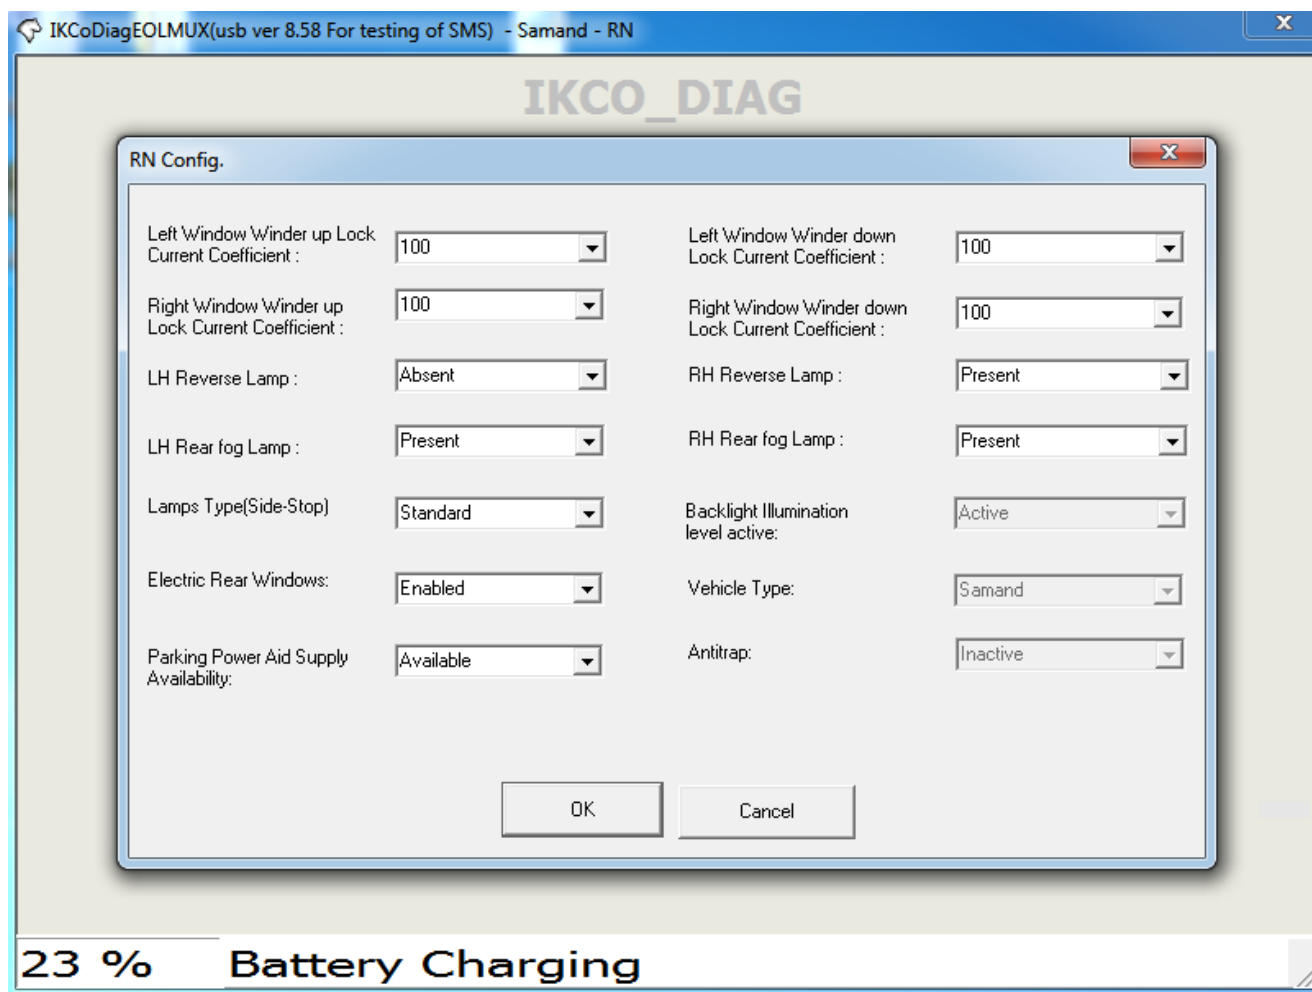 IKCoDiagEOLMUX(usb ver 8.58 For testing of SMS)  - Samand - RN
IKCO_DIAG
RN Config.
Left Window Winder up Lock
Current Coefficient :
100
Left Window Winder down
Lock Current Coefficient :
100
Right Window Winder up
Lock Current Coefficient :
100
Right Window Winder down
Lock Current Coefficient :
100
LH Reverse Lamp :
Absent
RH Reverse Lamp :
Present
LH Rear fog Lamp :
Present
RH Rear fog Lamp :
Present
Lamps Type(Side-Stop)
Standard
Backlight Illumination
level active:
Active
Electric Rear Windows:
Enabled
Vehicle Type:
Samand
Parking Power Aid Supply
Availability:
Available
Antitrap:
Inactive
OK
Cancel
23 %
Battery Charging